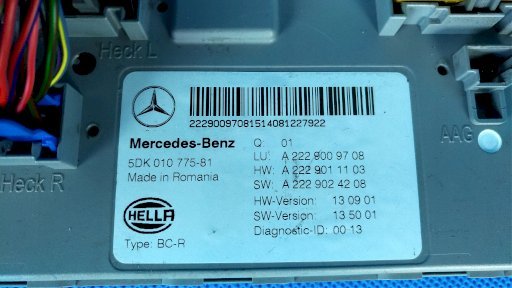 Heck L
2229009708151408122​7922
Mercedes-Benz
Q: 01
5DK 010 775-81
LU: A 222 900 97 08
Made in Romania
HW: A 222 901 11 03
SW: A 222 902 42 08
AAG
Heck R
HELLA
HW-Version: 13 09 01
SW-Version: 13 50 01
Type: BC-R
Diagnostic-ID: 00 13